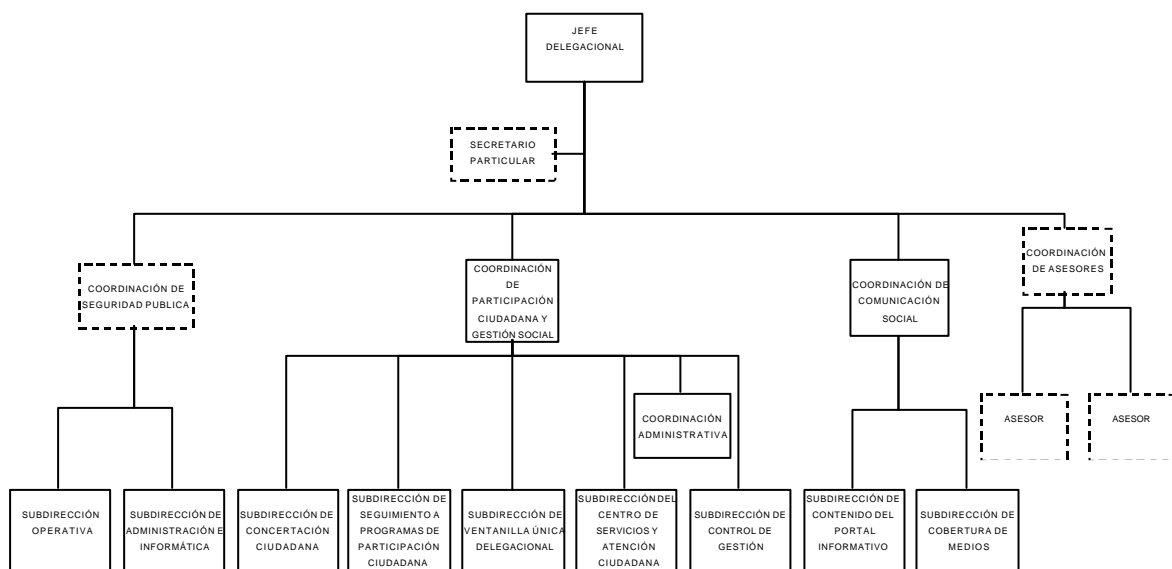 JEFE
DELEGACIONAL
SECRETARIO
PARTICULAR
COORDINACIÓN DE
SEGURIDAD PUBLICA
COORDINACIÓN
DE
PARTICIPACIÓN
CIUDADANA Y
GESTIÓN SOCIAL
COORDINACIÓN DE
COMUNICACIÓN
SOCIAL
COORDINACIÓN
DE ASESORES
COORDINACIÓN
ADMINISTRATIVA
ASESOR
ASESOR
SUBDIRECCIÓN
OPERATIVA
SUBDIRECCIÓN DE
ADMINISTRACIÓN E
INFORMÁTICA
SUBDIRECCIÓN DE
CONCERTACIÓN
CIUDADANA
SUBDIRECCIÓN DE
SEGUIMIENTO A
PROGRAMAS DE
PARTICIPACIÓN
CIUDADANA
SUBDIRECCIÓN DE
VENTANILLA ÚNICA
DELEGACIONAL
SUBDIRECCIÓN DEL
CENTRO DE
SERVICIOS Y
ATENCIÓN
CIUDADANA
SUBDIRECCIÓN DE
CONTROL DE
GESTIÓN
SUBDIRECCIÓN DE
CONTENIDO DEL
PORTAL
INFORMATIVO
SUBDIRECCIÓN DE
COBERTURA DE
MEDIOS